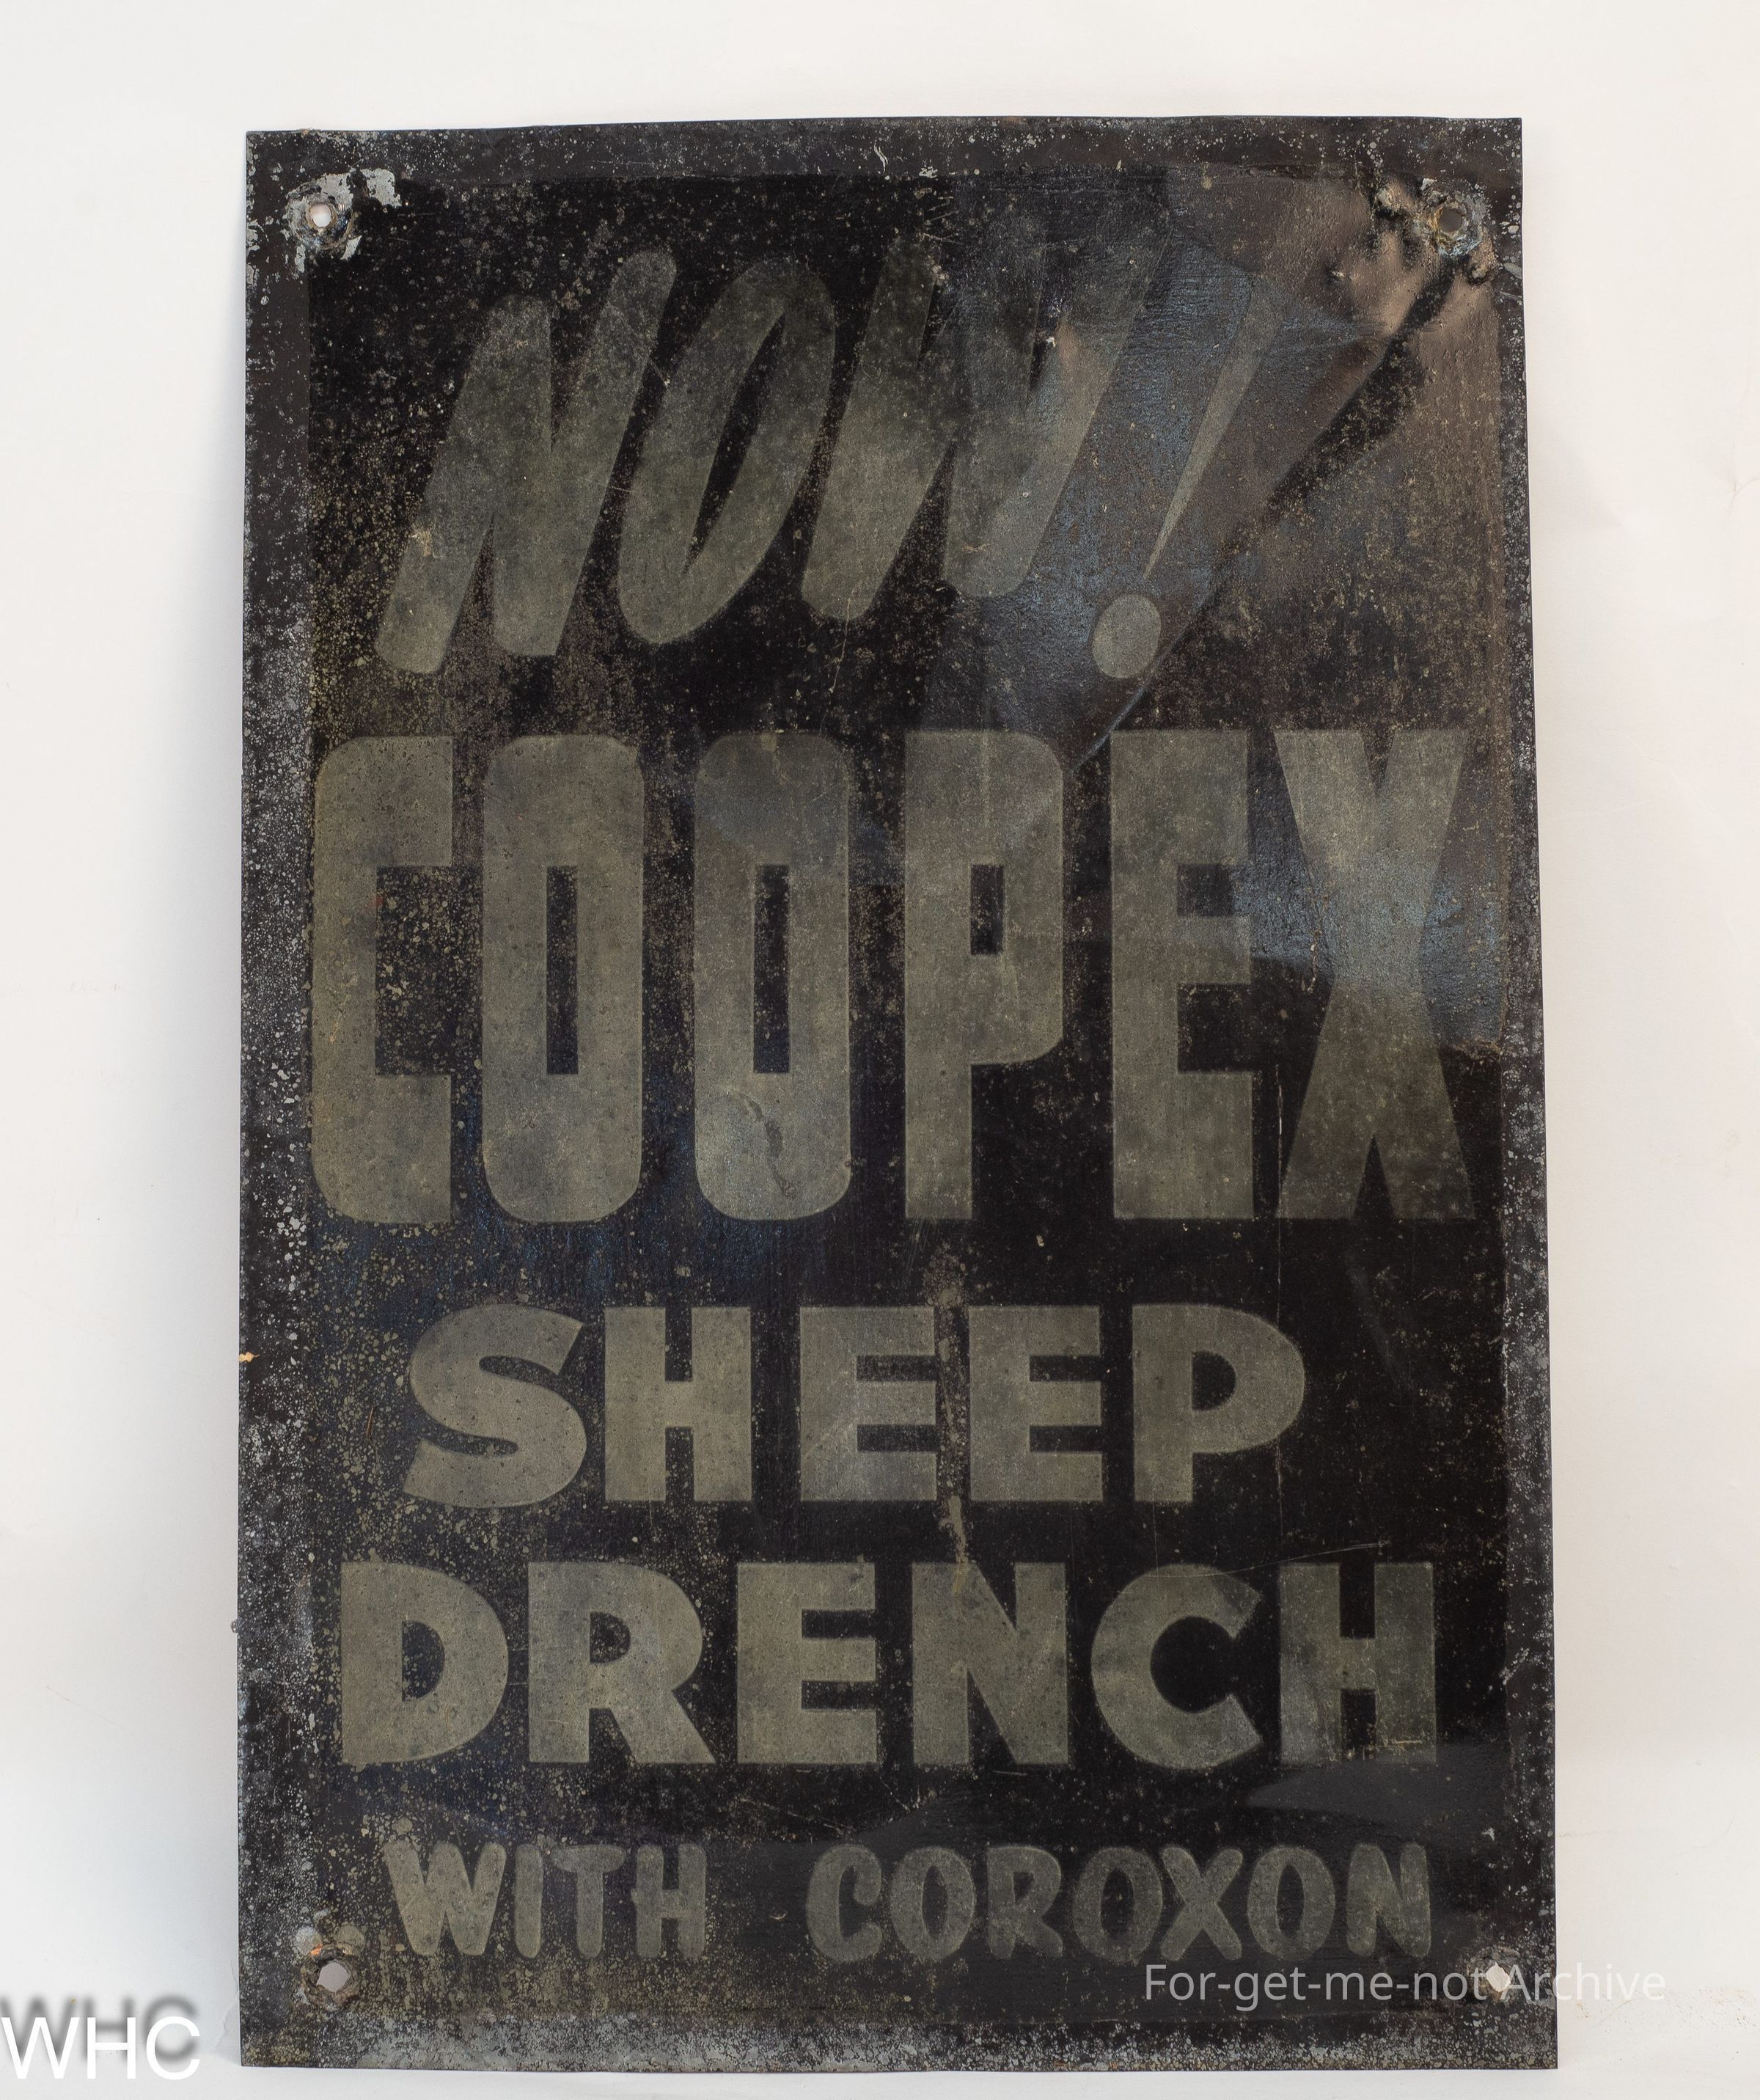 NOW!
COOPEX
SHEEP
DRENCH
WITH COROXON
For-get-me-not Archive
WHC